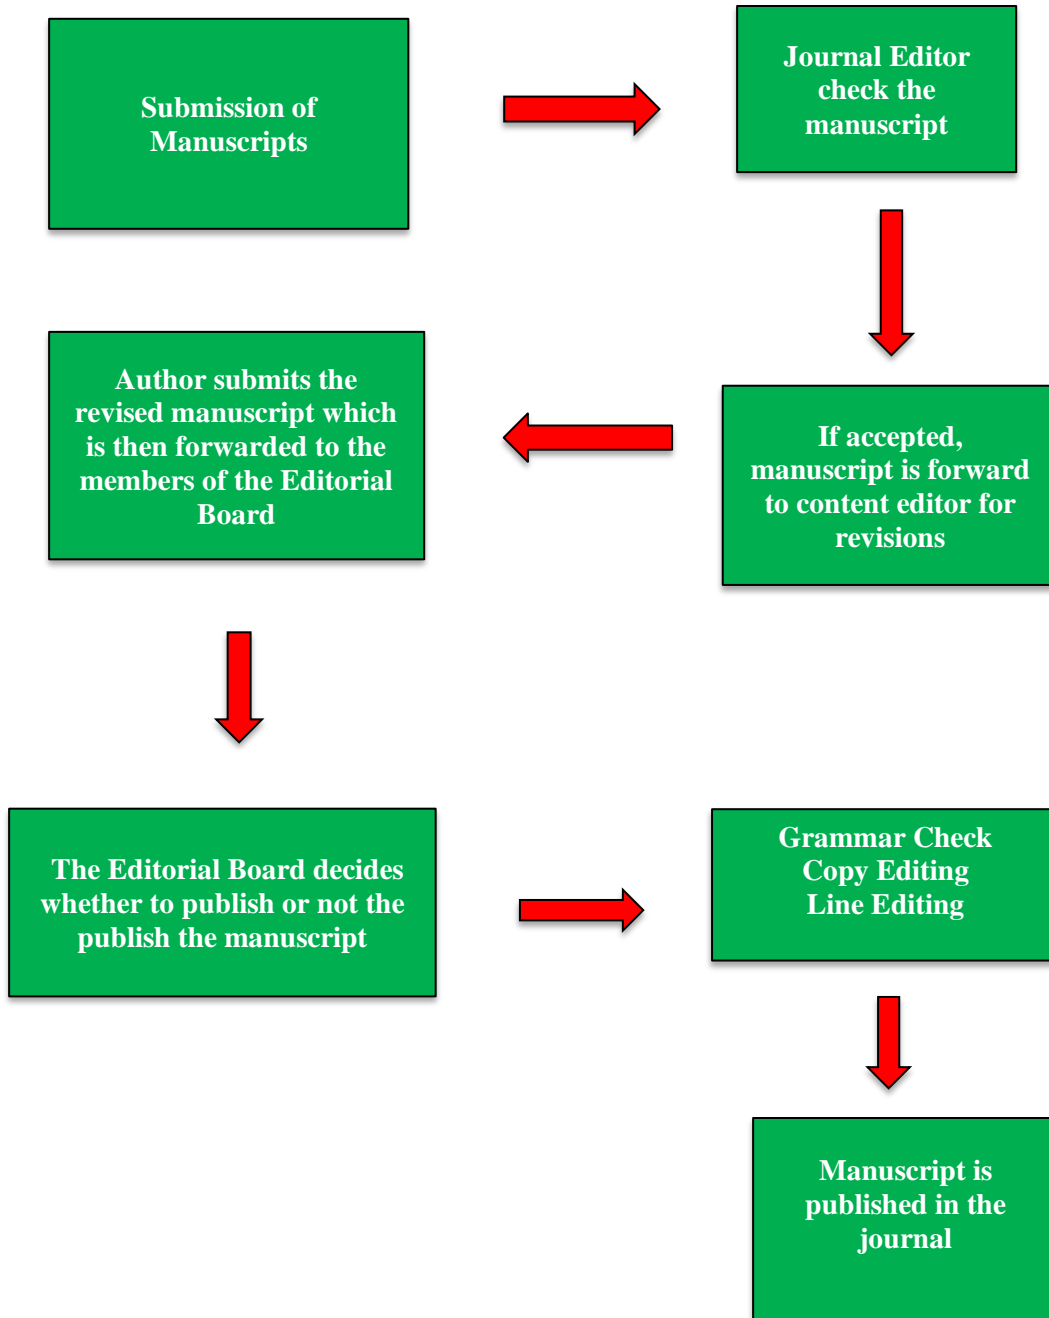 Submission of
Manuscripts
Journal Editor
check the
manuscript
If accepted,
manuscript is forward
to content editor for
revisions
Author submits the
revised manuscript which
is then forwarded to the
members of the Editorial
Board
The Editorial Board decides
whether to publish or not the
publish the manuscript
Grammar Check
Copy Editing
Line Editing
Manuscript is
published in the
journal